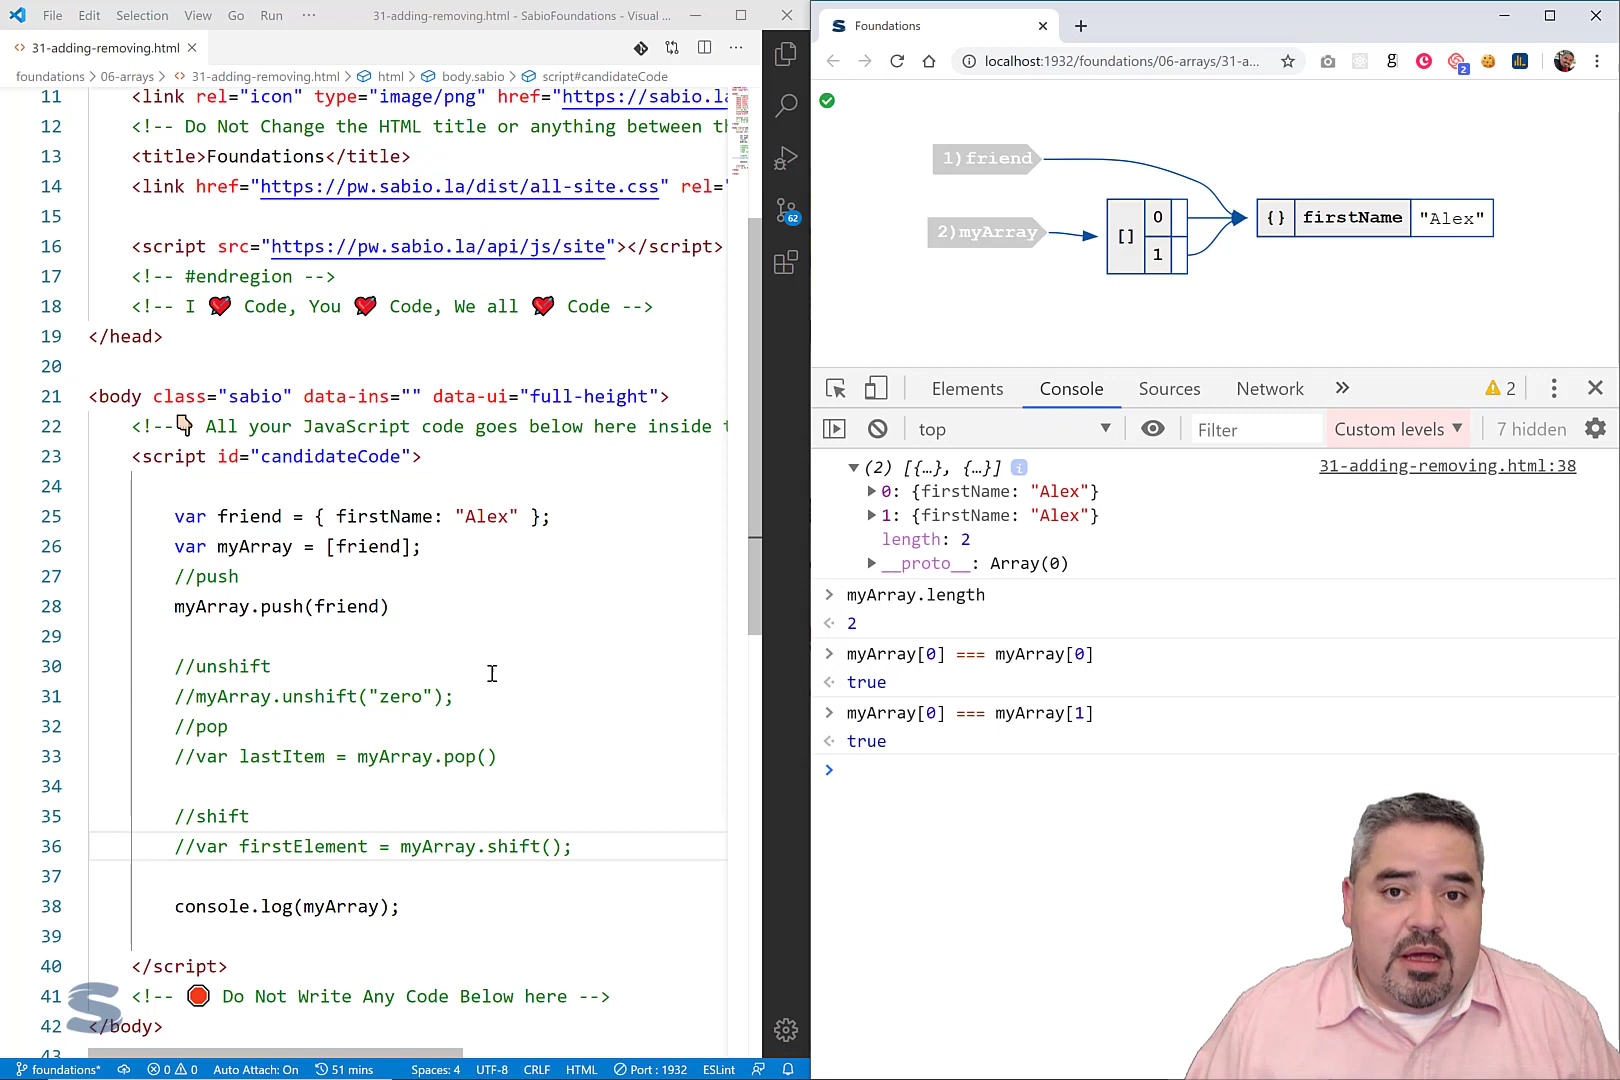 File Edit Selection View Go Run ··· 31-adding-removing.html - SabioFoundations - Visual ...
31-adding-removing.html
foundations > 06-arrays > 31-adding-removing.html > html > body.sabio > script#candidateCode
11 <link rel="icon" type="image/png" href="https://sabio.la
12 <!-- Do Not Change the HTML title or anything between th
13 <title>Foundations</title>
14 <link href="https://pw.sabio.la/dist/all-site.css" rel="
15
16 <script src="https://pw.sabio.la/api/js/site"></script>
17 <!-- #endregion -->
18 <!-- I 💘 Code, You 💘 Code, We all 💘 Code -->
19 </head>
20
21 <body class="sabio" data-ins="" data-ui="full-height">
22 <!--👇 All your JavaScript code goes below here inside t
23 <script id="candidateCode">
24
25 var friend = { firstName: "Alex" };
26 var myArray = [friend];
27 //push
28 myArray.push(friend)
29
30 //unshift
31 //myArray.unshift("zero");
32 //pop
33 //var lastItem = myArray.pop()
34
35 //shift
36 //var firstElement = myArray.shift();
37
38 console.log(myArray);
39
40 </script>
41 <!-- 🛑 Do Not Write Any Code Below here -->
42 </body>
43
62
foundations* 0 0 Auto Attach: On 51 mins Spaces: 4 UTF-8 CRLF HTML Port : 1932 ESLint
Foundations
localhost:1932/foundations/06-arrays/31-a...
g
2
1)friend
2)myArray
[] 0
1
{} firstName "Alex"
Elements Console Sources Network » 2
top Filter Custom levels 7 hidden
(2) [{…}, {…}] i 31-adding-removing.html:38
0: {firstName: "Alex"}
1: {firstName: "Alex"}
length: 2
__proto__: Array(0)
myArray.length
2
myArray[0] === myArray[0]
true
myArray[0] === myArray[1]
true